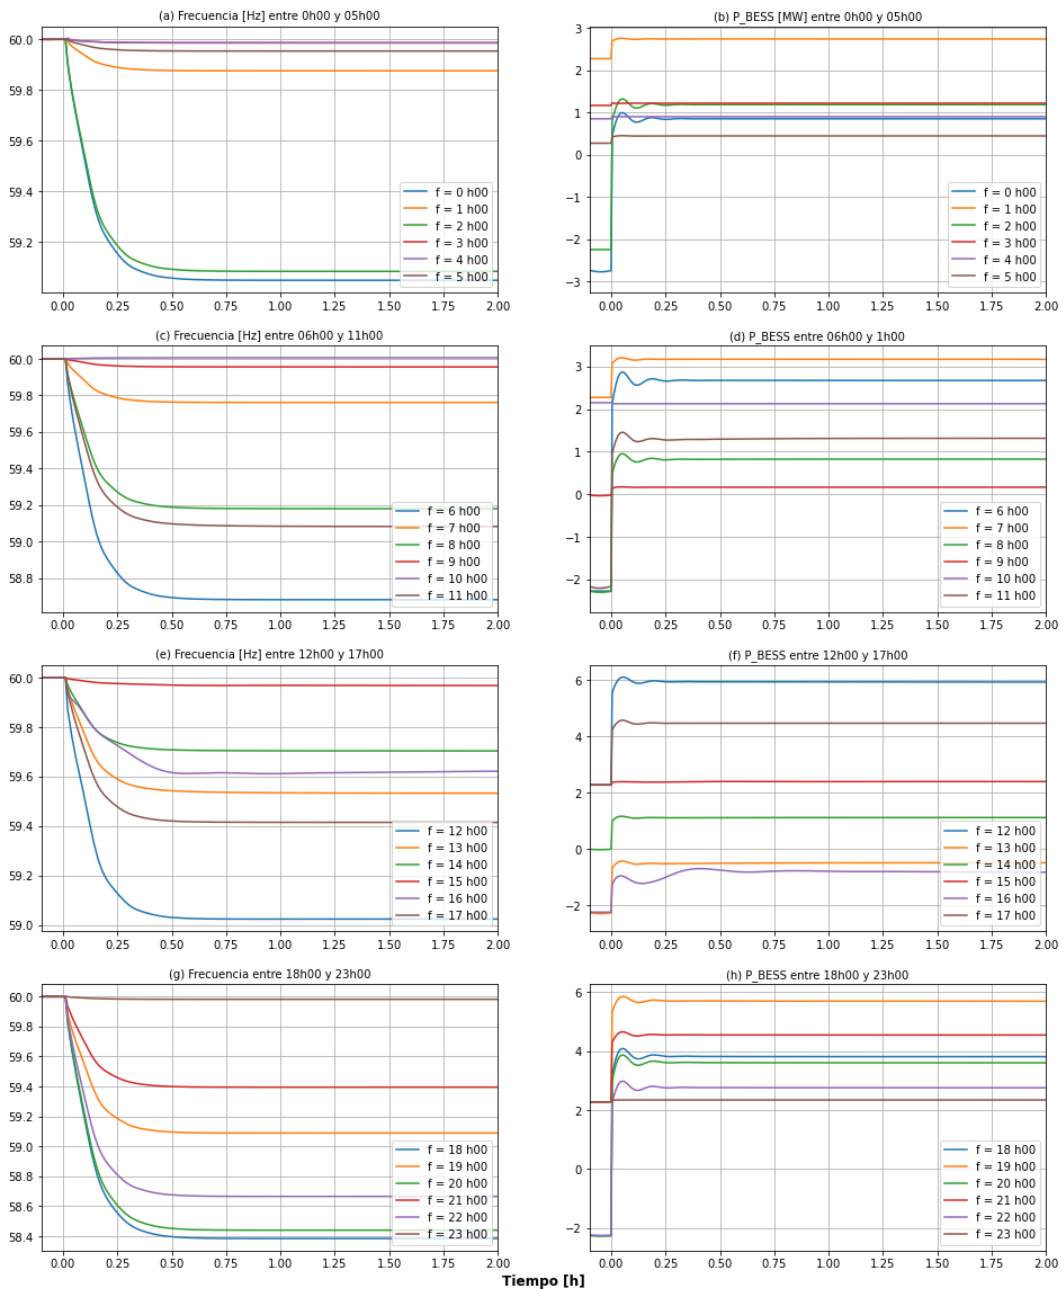 (a) Frecuencia [Hz] entre 0h00 y 05h00
60.0
59.8
59.6
59.4
59.2
0.00 0.25 0.50 0.75 1.00 1.25 1.50 1.75 2.00
f = 0 h00
f = 1 h00
f = 2 h00
f = 3 h00
f = 4 h00
f = 5 h00
(b) P_BESS [MW] entre 0h00 y 05h00
3
2
1
0
−1
−2
−3
0.00 0.25 0.50 0.75 1.00 1.25 1.50 1.75 2.00
f = 0 h00
f = 1 h00
f = 2 h00
f = 3 h00
f = 4 h00
f = 5 h00
(c) Frecuencia [Hz] entre 06h00 y 11h00
60.0
59.8
59.6
59.4
59.2
59.0
58.8
0.00 0.25 0.50 0.75 1.00 1.25 1.50 1.75 2.00
f = 6 h00
f = 7 h00
f = 8 h00
f = 9 h00
f = 10 h00
f = 11 h00
(d) P_BESS entre 06h00 y 1h00
3
2
1
0
−1
−2
0.00 0.25 0.50 0.75 1.00 1.25 1.50 1.75 2.00
f = 6 h00
f = 7 h00
f = 8 h00
f = 9 h00
f = 10 h00
f = 11 h00
(e) Frecuencia [Hz] entre 12h00 y 17h00
60.0
59.8
59.6
59.4
59.2
59.0
0.00 0.25 0.50 0.75 1.00 1.25 1.50 1.75 2.00
f = 12 h00
f = 13 h00
f = 14 h00
f = 15 h00
f = 16 h00
f = 17 h00
(f) P_BESS entre 12h00 y 17h00
6
4
2
0
−2
0.00 0.25 0.50 0.75 1.00 1.25 1.50 1.75 2.00
f = 12 h00
f = 13 h00
f = 14 h00
f = 15 h00
f = 16 h00
f = 17 h00
(g) Frecuencia entre 18h00 y 23h00
60.0
59.8
59.6
59.4
59.2
59.0
58.8
58.6
58.4
0.00 0.25 0.50 0.75 1.00 1.25 1.50 1.75 2.00
f = 18 h00
f = 19 h00
f = 20 h00
f = 21 h00
f = 22 h00
f = 23 h00
(h) P_BESS entre 18h00 y 23h00
6
4
2
0
−2
0.00 0.25 0.50 0.75 1.00 1.25 1.50 1.75 2.00
f = 18 h00
f = 19 h00
f = 20 h00
f = 21 h00
f = 22 h00
f = 23 h00
Tiempo [h]